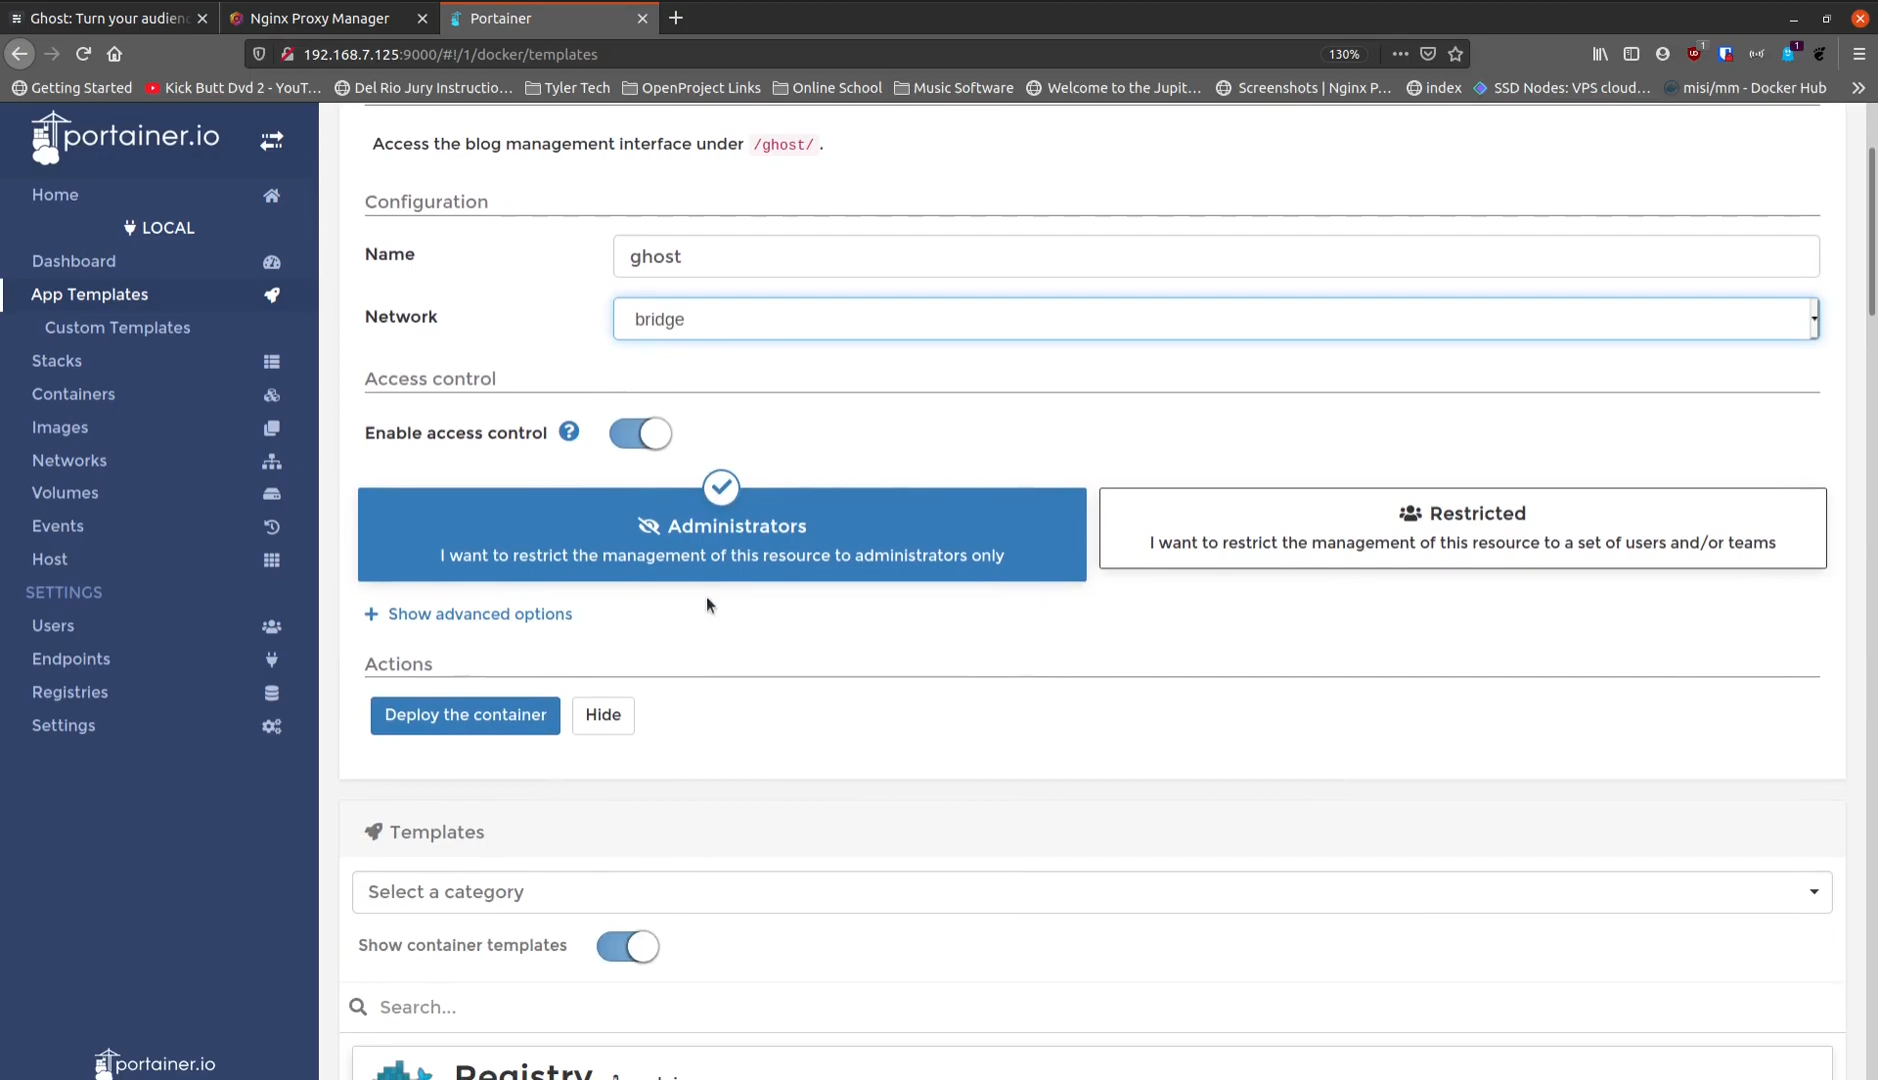 Ghost: Turn your audien
Nginx Proxy Manager
Portainer
192.168.7.125:9000/#!/1/docker/templates
130%
1
1
Getting Started
Kick Butt Dvd 2 - YouT…
Del Rio Jury Instructio…
Tyler Tech
OpenProject Links
Online School
Music Software
Welcome to the Jupit…
Screenshots | Nginx P…
index
SSD Nodes: VPS cloud…
misi/mm - Docker Hub
portainer.io
Home
LOCAL
Dashboard
App Templates
Custom Templates
Stacks
Containers
Images
Networks
Volumes
Events
Host
SETTINGS
Users
Endpoints
Registries
Settings
portainer.io
Access the blog management interface under /ghost/ .
Configuration
Name
ghost
Network
bridge
Access control
Enable access control ?
Administrators
I want to restrict the management of this resource to administrators only
Restricted
I want to restrict the management of this resource to a set of users and/or teams
+ Show advanced options
Actions
Deploy the container
Hide
Templates
Select a category
Show container templates
Search...
Registry